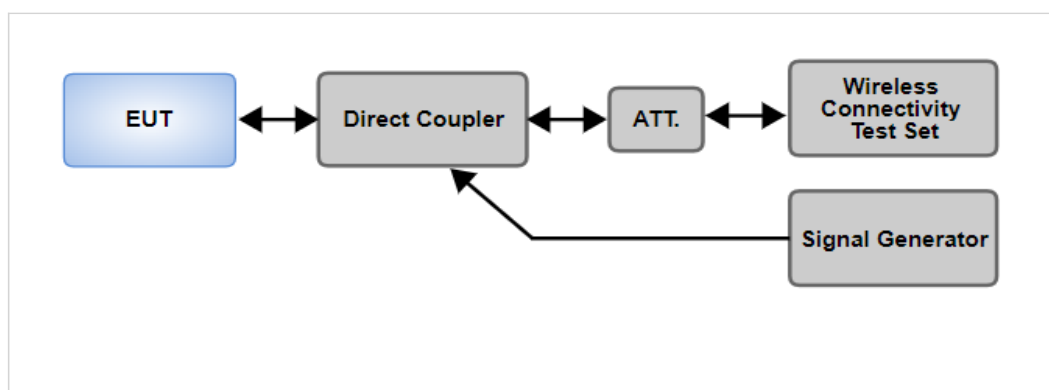 EUT
Direct Coupler
ATT.
Wireless
Connectivity
Test Set
Signal Generator